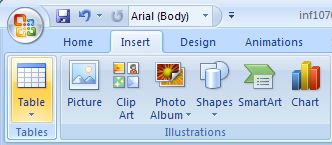 Arial (Body) inf107
Home Insert Design Animations
Table Picture Clip Art Photo Album Shapes SmartArt Chart
Tables Illustrations